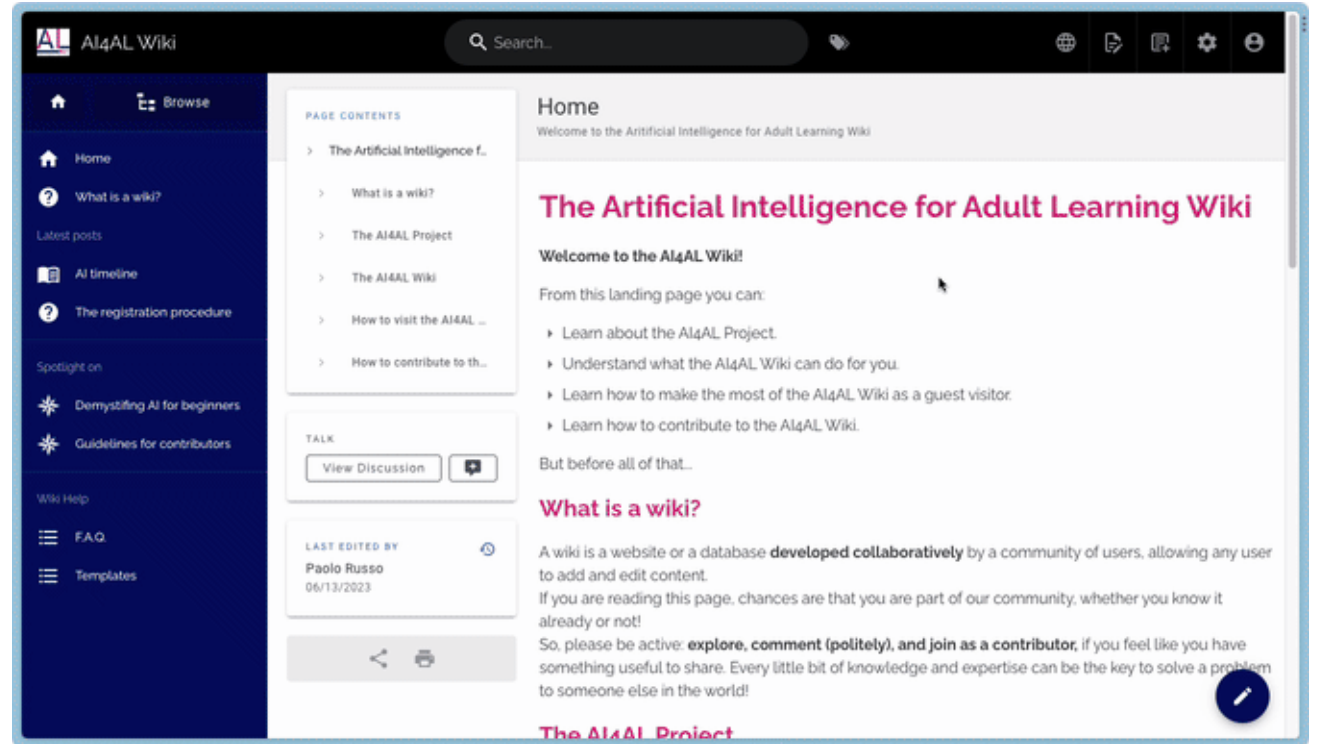 AL AI4AL Wiki
Search...
Browse
Home
What is a wiki?
Latest posts
AI timeline
The registration procedure
Spotlight on
Demystifing AI for beginners
Guidelines for contributors
Wiki Help
F.A.Q.
Templates
PAGE CONTENTS
The Artificial Intelligence f...
What is a wiki?
The AI4AL Project
The AI4AL Wiki
How to visit the AI4AL ...
How to contribute to th...
TALK
View Discussion
LAST EDITED BY
Paolo Russo
06/13/2023
Home
Welcome to the Aritificial Intelligence for Adult Learning Wiki
The Artificial Intelligence for Adult Learning Wiki
Welcome to the AI4AL Wiki!
From this landing page you can:
Learn about the AI4AL Project.
Understand what the AI4AL Wiki can do for you.
Learn how to make the most of the AI4AL Wiki as a guest visitor.
Learn how to contribute to the AI4AL Wiki.
But before all of that...
What is a wiki?
A wiki is a website or a database developed collaboratively by a community of users, allowing any user
to add and edit content.
If you are reading this page, chances are that you are part of our community, whether you know it
already or not!
So, please be active: explore, comment (politely), and join as a contributor, if you feel like you have
something useful to share. Every little bit of knowledge and expertise can be the key to solve a problem
to someone else in the world!
The AI4AL Project